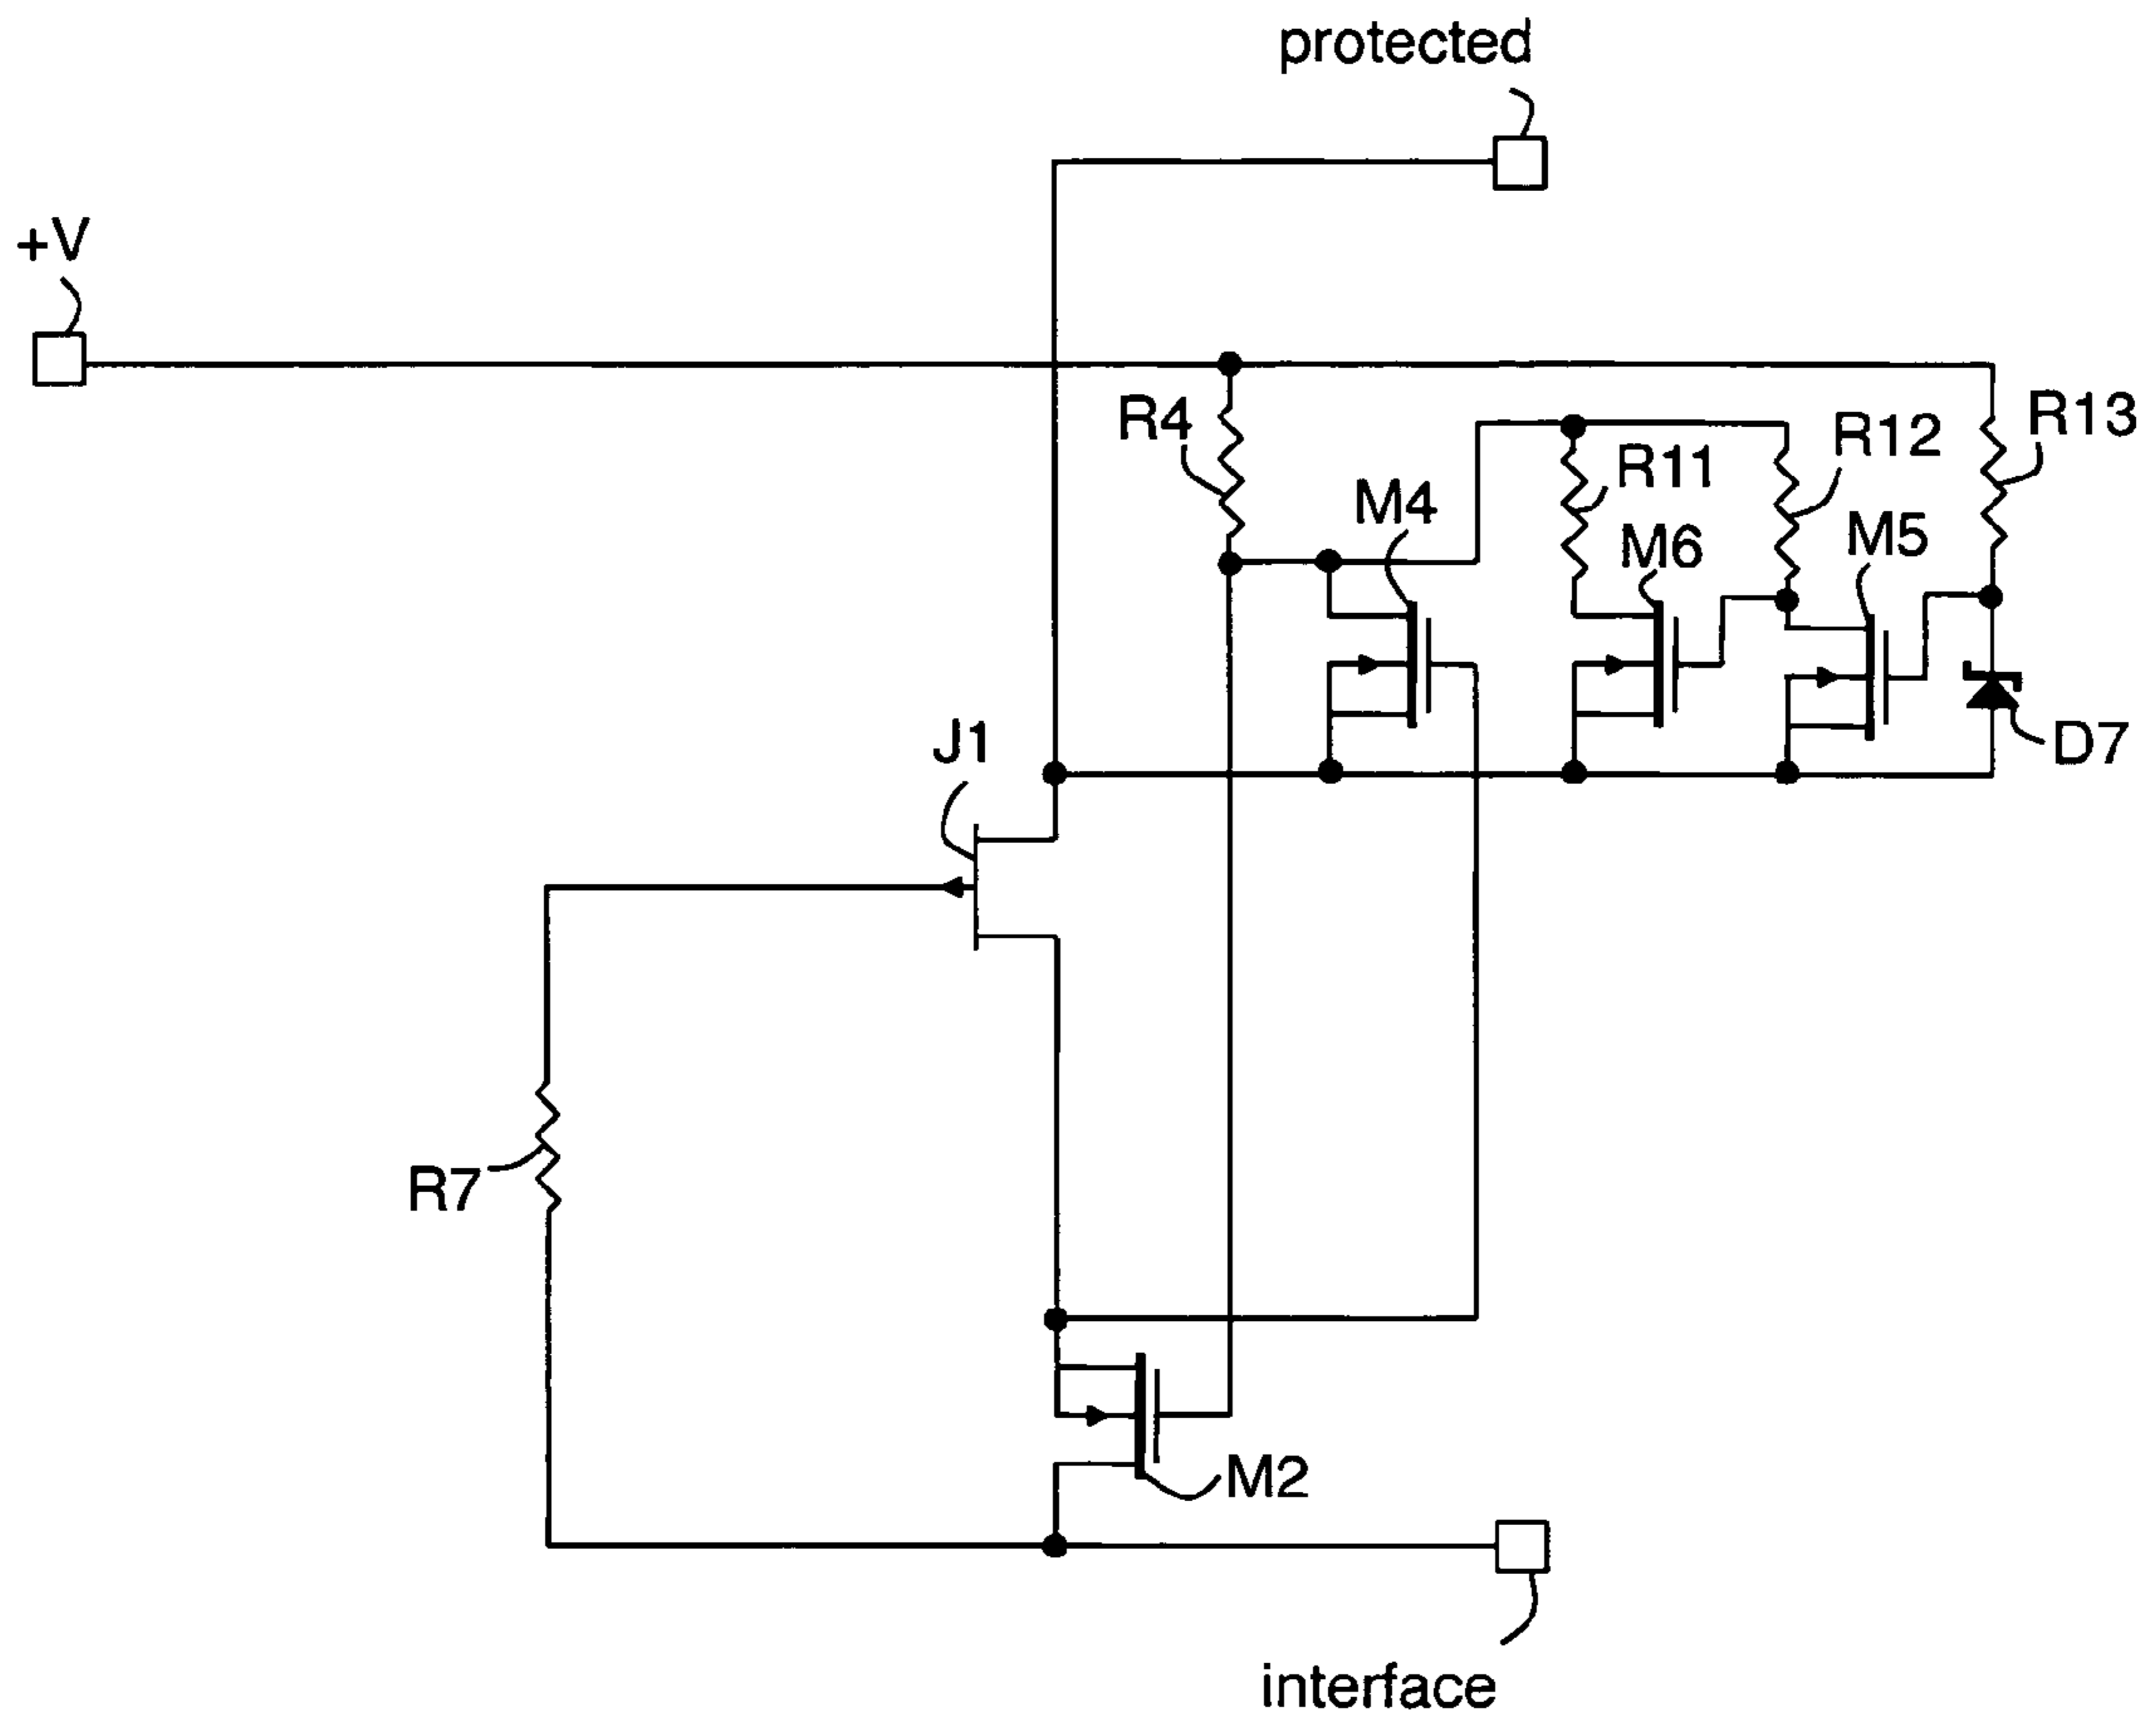 protected
+V
R4
R11
R12
R13
M4
M6
M5
J1
D7
R7
M2
interface